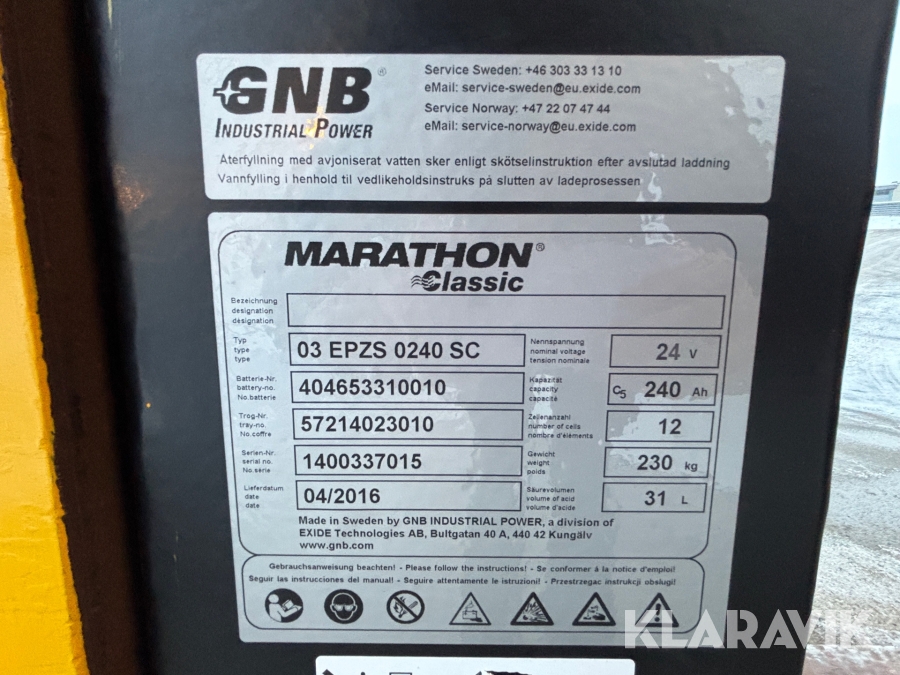 GNB®
INDUSTRIAL POWER
Service Sweden: +46 303 33 13 10
eMail: service-sweden@eu.exide.com
Service Norway: +47 22 07 47 44
eMail: service-norway@eu.exide.com
Återfyllning med avjoniserat vatten sker enligt skötselinstruktion efter avslutad laddning
Vannfylling i henhold til vedlikeholdsinstruks på slutten av ladeprosessen
MARATHON®
Classic
Bezeichnung
designation
désignation
Typ
type
type
03 EPZS 0240 SC
Nennspannung
nominal voltage
tension nominale
24 V
Batterie-Nr.
battery-no.
No.batterie
404653310010
Kapazität
capacity
capacité
C5 240 Ah
Trog-Nr.
tray-no.
No.coffre
57214023010
Zellenanzahl
number of cells
nombre d'éléments
12
Serien-Nr.
serial no.
No.série
1400337015
Gewicht
weight
poids
230 kg
Lieferdatum
date
date
04/2016
Säurevolumen
volume of acid
volume d'acide
31 L
Made in Sweden by GNB INDUSTRIAL POWER, a division of
EXIDE Technologies AB, Bultgatan 40 A, 440 42 Kungälv
www.gnb.com
Gebrauchsanweisung beachten! - Please follow the instructions! - Se conformer à la notice d'emploi!
Seguir las instrucciones del manual! - Seguire attentamente le istruzioni! - Przestrzegac instrukcji obslugi!
KLARAVIK